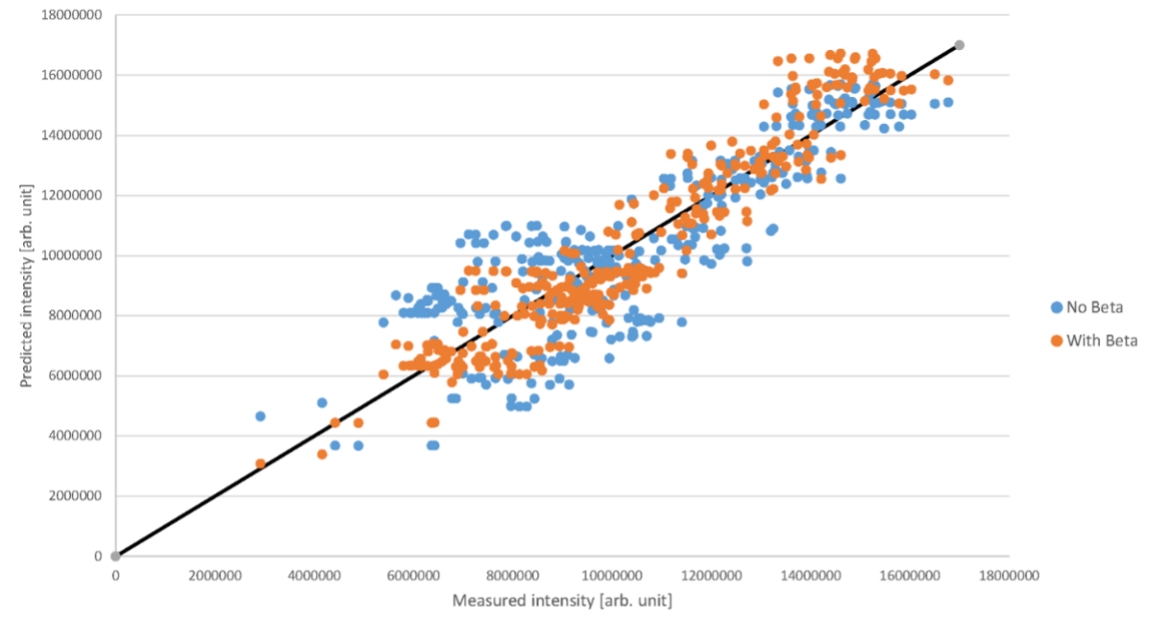 18000000
16000000
14000000
12000000
10000000
8000000
6000000
4000000
2000000
0
Predicted intensity [arb. unit]
0 2000000 4000000 6000000 8000000 10000000 12000000 14000000 16000000 18000000
Measured intensity [arb. unit]
No Beta
With Beta